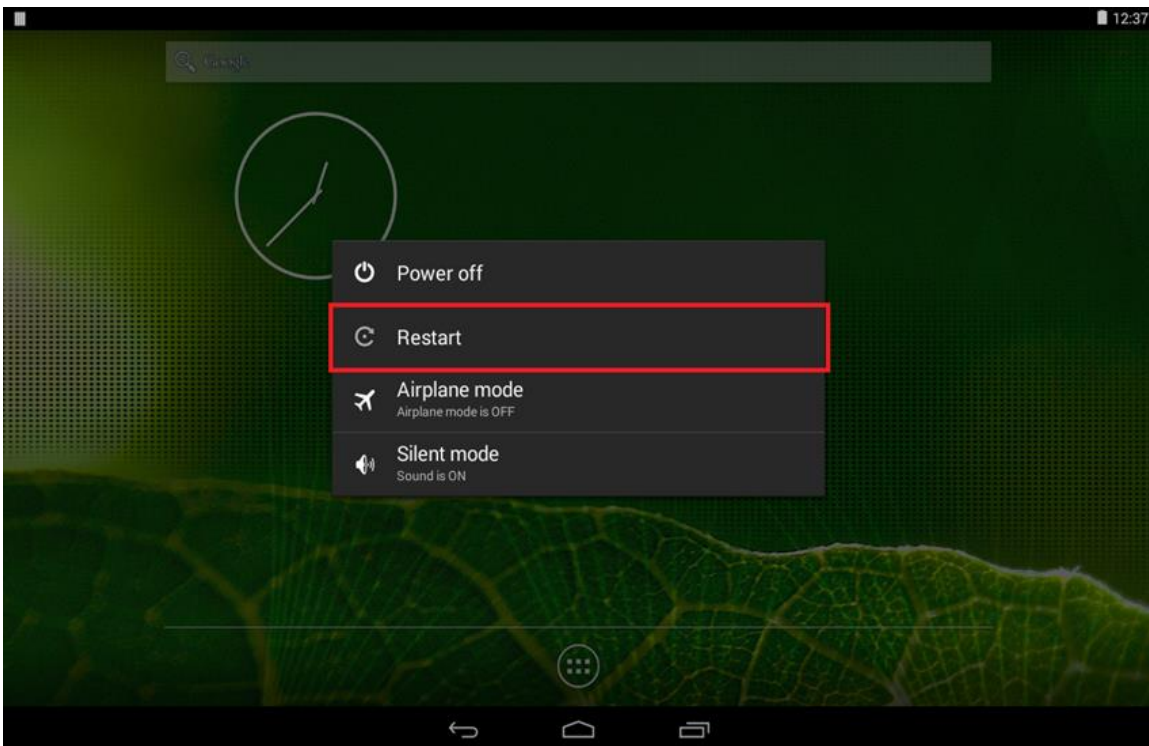 12:37
Google
Power off
Restart
Airplane mode
Airplane mode is OFF
Silent mode
Sound is ON